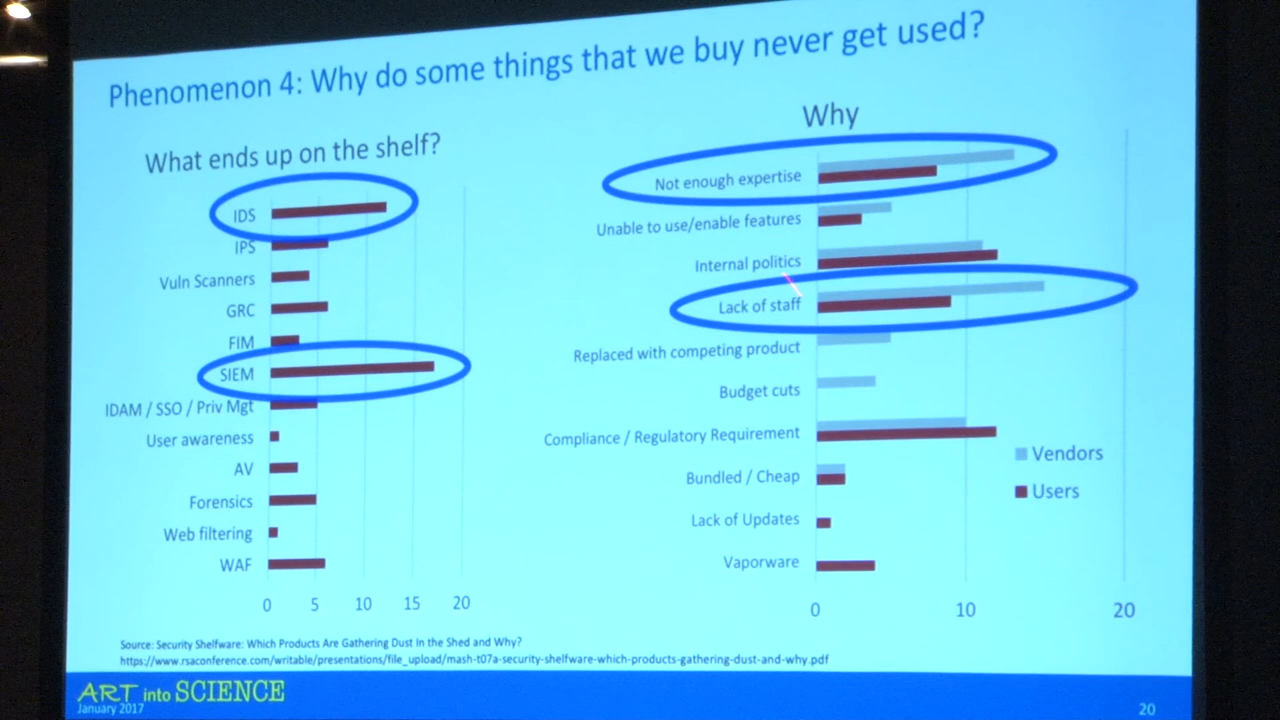 Phenomenon 4: Why do some things that we buy never get used?
What ends up on the shelf?
IDS
IPS
Vuln Scanners
GRC
FIM
SIEM
IDAM / SSO / Priv Mgt
User awareness
AV
Forensics
Web filtering
WAF
0 5 10 15 20
Why
Not enough expertise
Unable to use/enable features
Internal politics
Lack of staff
Replaced with competing product
Budget cuts
Compliance / Regulatory Requirement
Bundled / Cheap
Lack of Updates
Vaporware
0 10 20
Vendors
Users
Source: Security Shelfware: Which Products Are Gathering Dust In the Shed and Why?
https://www.rsaconference.com/writable/presentations/file_upload/mash-t07a-security-shelfware-which-products-gathering-dust-and-why.pdf
ART into SCIENCE
January 2017
20